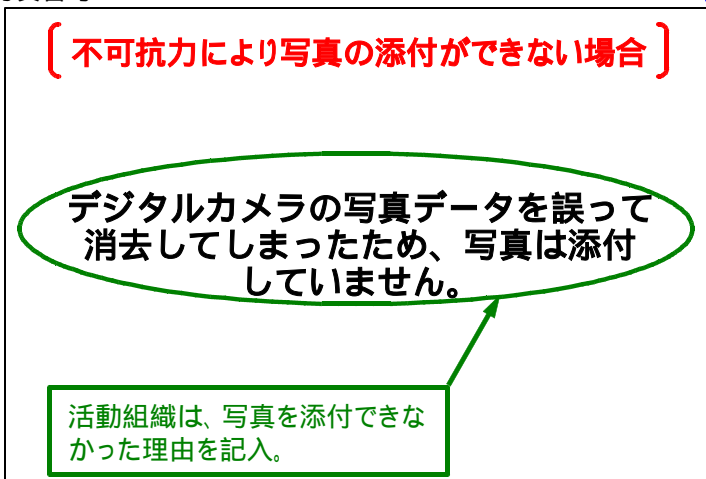 〔不可抗力により写真の添付ができない場合〕
デジタルカメラの写真データを誤って
消去してしまったため、写真は添付
していません。
活動組織は、写真を添付できな
かった理由を記入。